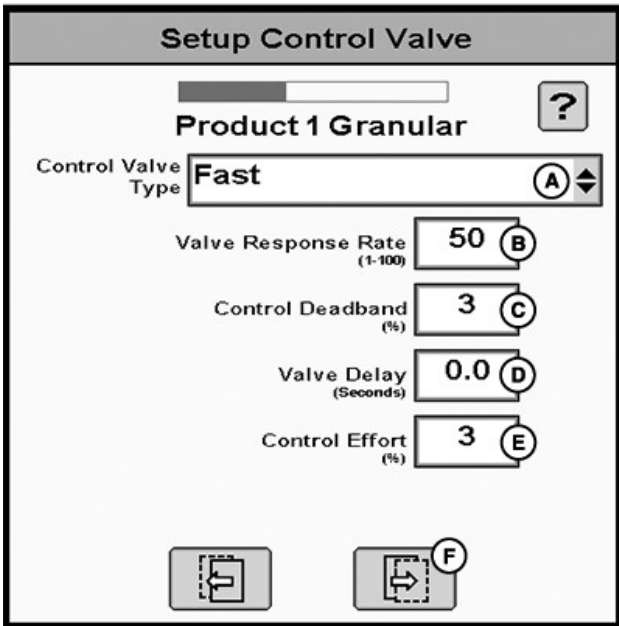 Setup Control Valve
?
Product 1 Granular
Control Valve
Type
Fast
A
Valve Response Rate
(1-100)
50
B
Control Deadband
(%)
3
C
Valve Delay
(Seconds)
0.0
D
Control Effort
(%)
3
E
F